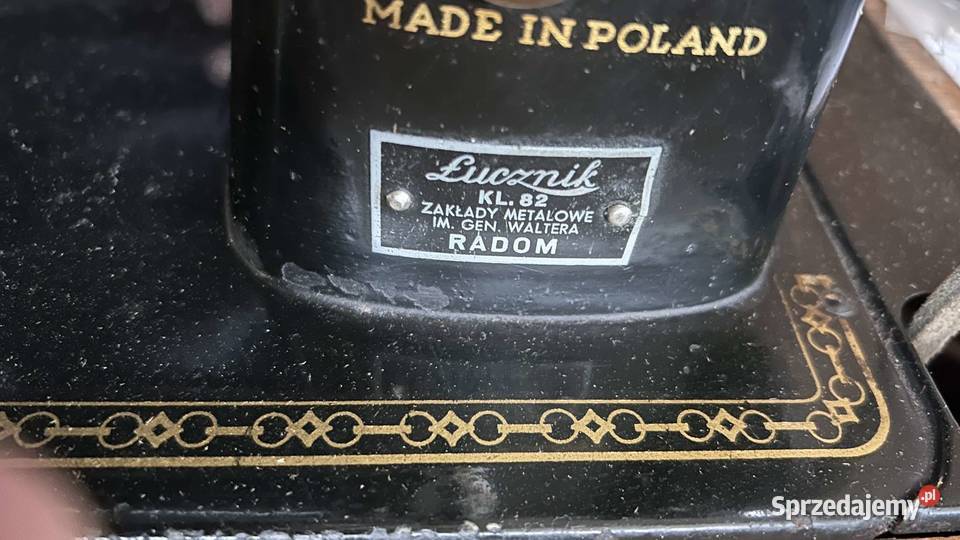 MADE IN POLAND
Łucznik
KL. 82
ZAKŁADY METALOWE
IM. GEN. WALTERA
RADOM
Sprzedajemy.pl